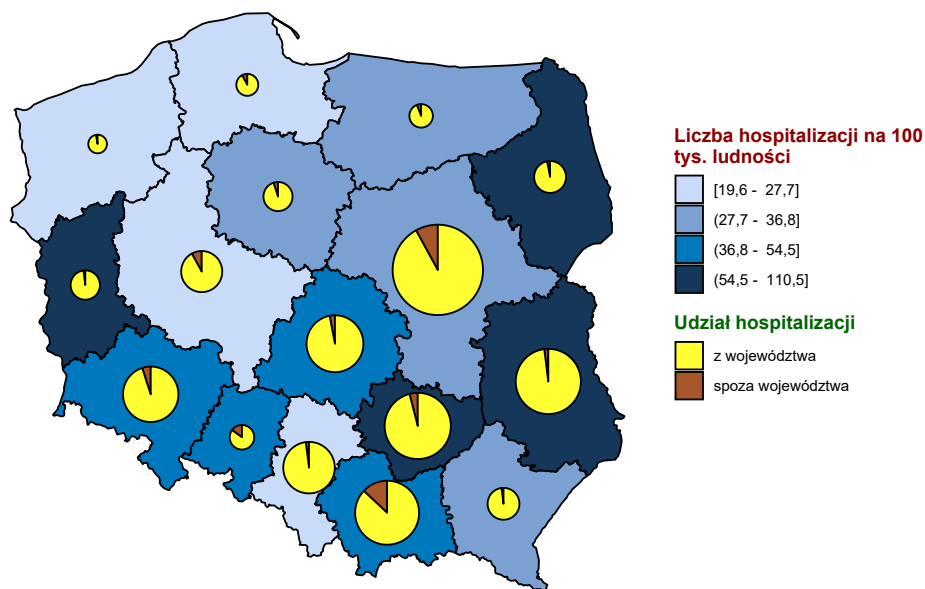 Liczba hospitalizacji na 100
tys. ludności
[19,6 - 27,7]
(27,7 - 36,8]
(36,8 - 54,5]
(54,5 - 110,5]
Udział hospitalizacji
z województwa
spoza województwa